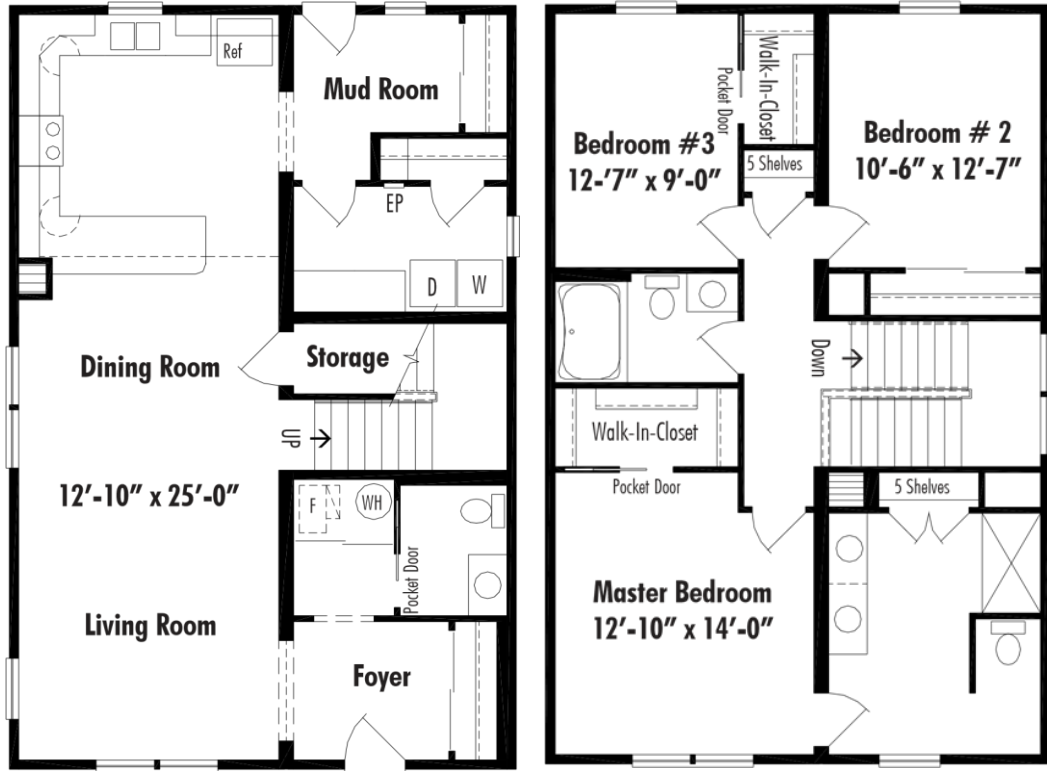 Ref
Mud Room
EP
D
W
Dining Room
Storage
UP
12'-10" x 25'-0"
F
WH
Pocket Door
Living Room
Foyer
Walk-In-Closet
Pocket Door
Bedroom #3
12-'7" x 9'-0"
5 Shelves
Bedroom # 2
10'-6" x 12'-7"
Down
Walk-In-Closet
Pocket Door
5 Shelves
Master Bedroom
12'-10" x 14'-0"